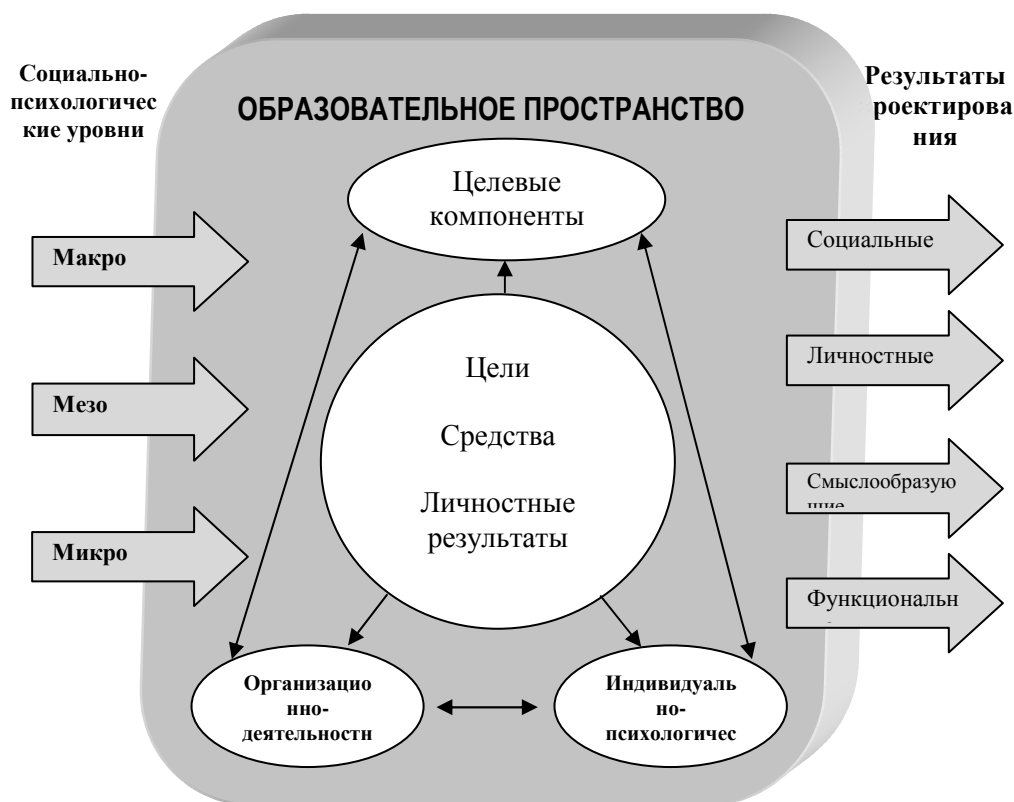 Социально-
психологичес
кие уровни
Результаты
роектирова
ния
ОБРАЗОВАТЕЛЬНОЕ ПРОСТРАНСТВО
Целевые
компоненты
Макро
Мезо
Микро
Цели
Средства
Личностные
результаты
Социальные
Личностные
Смыслообразую
щие
Функциональн
Организацио
нно-
деятельностн
Индивидуаль
но-
психологичес